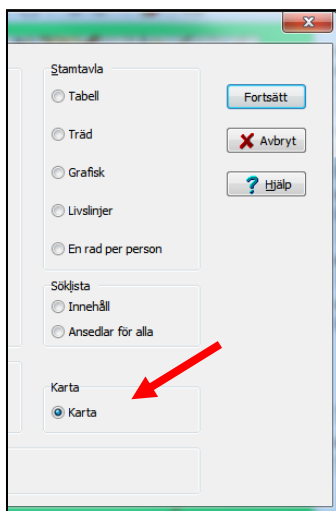 Stamtavla
Tabell
Fortsätt
Träd
Avbryt
Grafisk
Hjälp
Livslinjer
En rad per person
Söklista
Innehåll
Ansedlar för alla
Karta
Karta